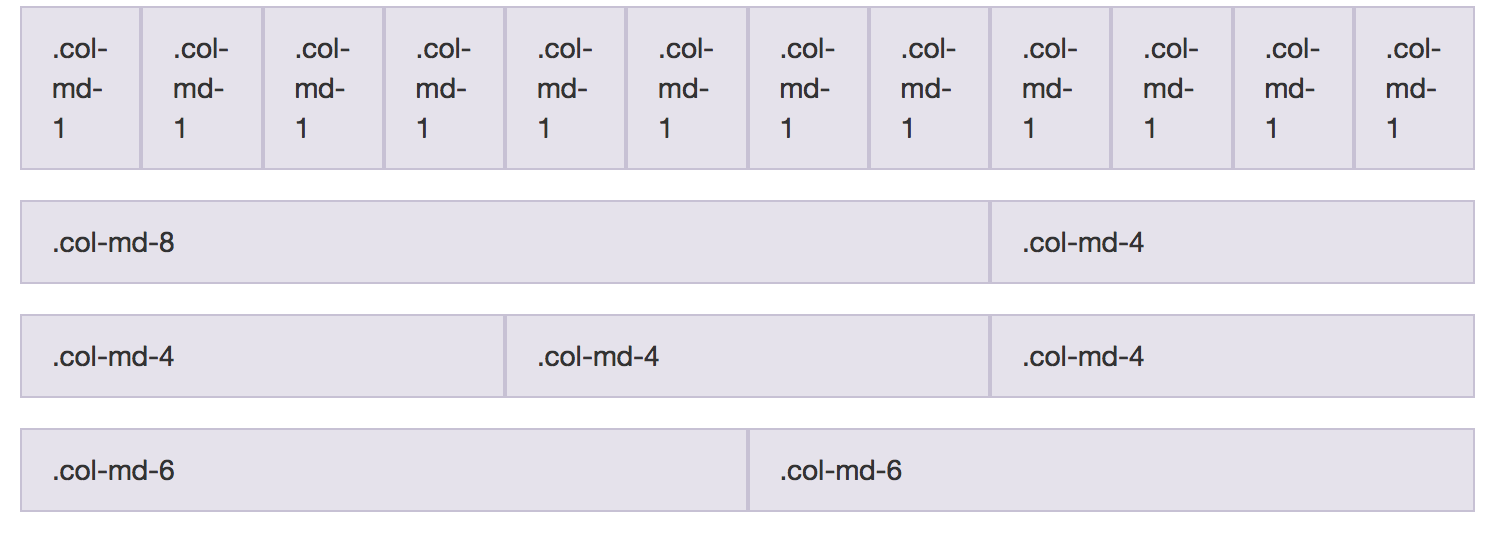 .col- .col- .col- .col- .col- .col- .col- .col- .col- .col- .col- .col-
md- md- md- md- md- md- md- md- md- md- md- md-
1 1 1 1 1 1 1 1 1 1 1 1
.col-md-8 .col-md-4
.col-md-4 .col-md-4 .col-md-4
.col-md-6 .col-md-6